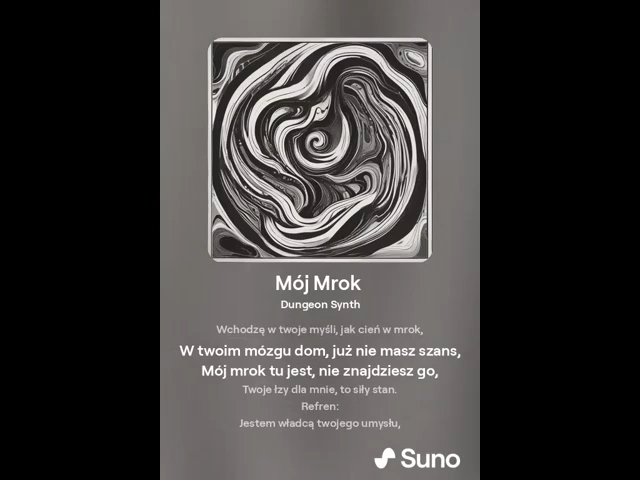 Mój Mrok
Dungeon Synth
Wchodzę w twoje myśli, jak cień w mrok,
W twoim mózgu dom, już nie masz szans,
Mój mrok tu jest, nie znajdziesz go,
Twoje łzy dla mnie, to siły stan.
Refren:
Jestem władcą twojego umysłu,
Suno